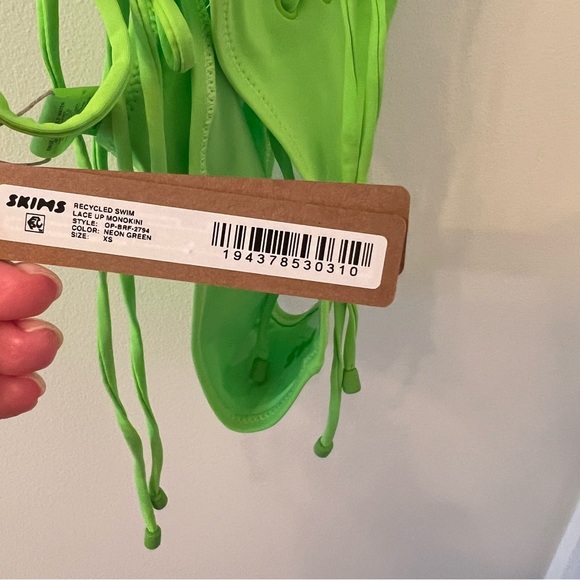 SKIMS
RECYCLED SWIM
LACE UP MONOKINI
STYLE: OP-BRF-2794
COLOR: NEON GREEN
SIZE: XS
194378530310